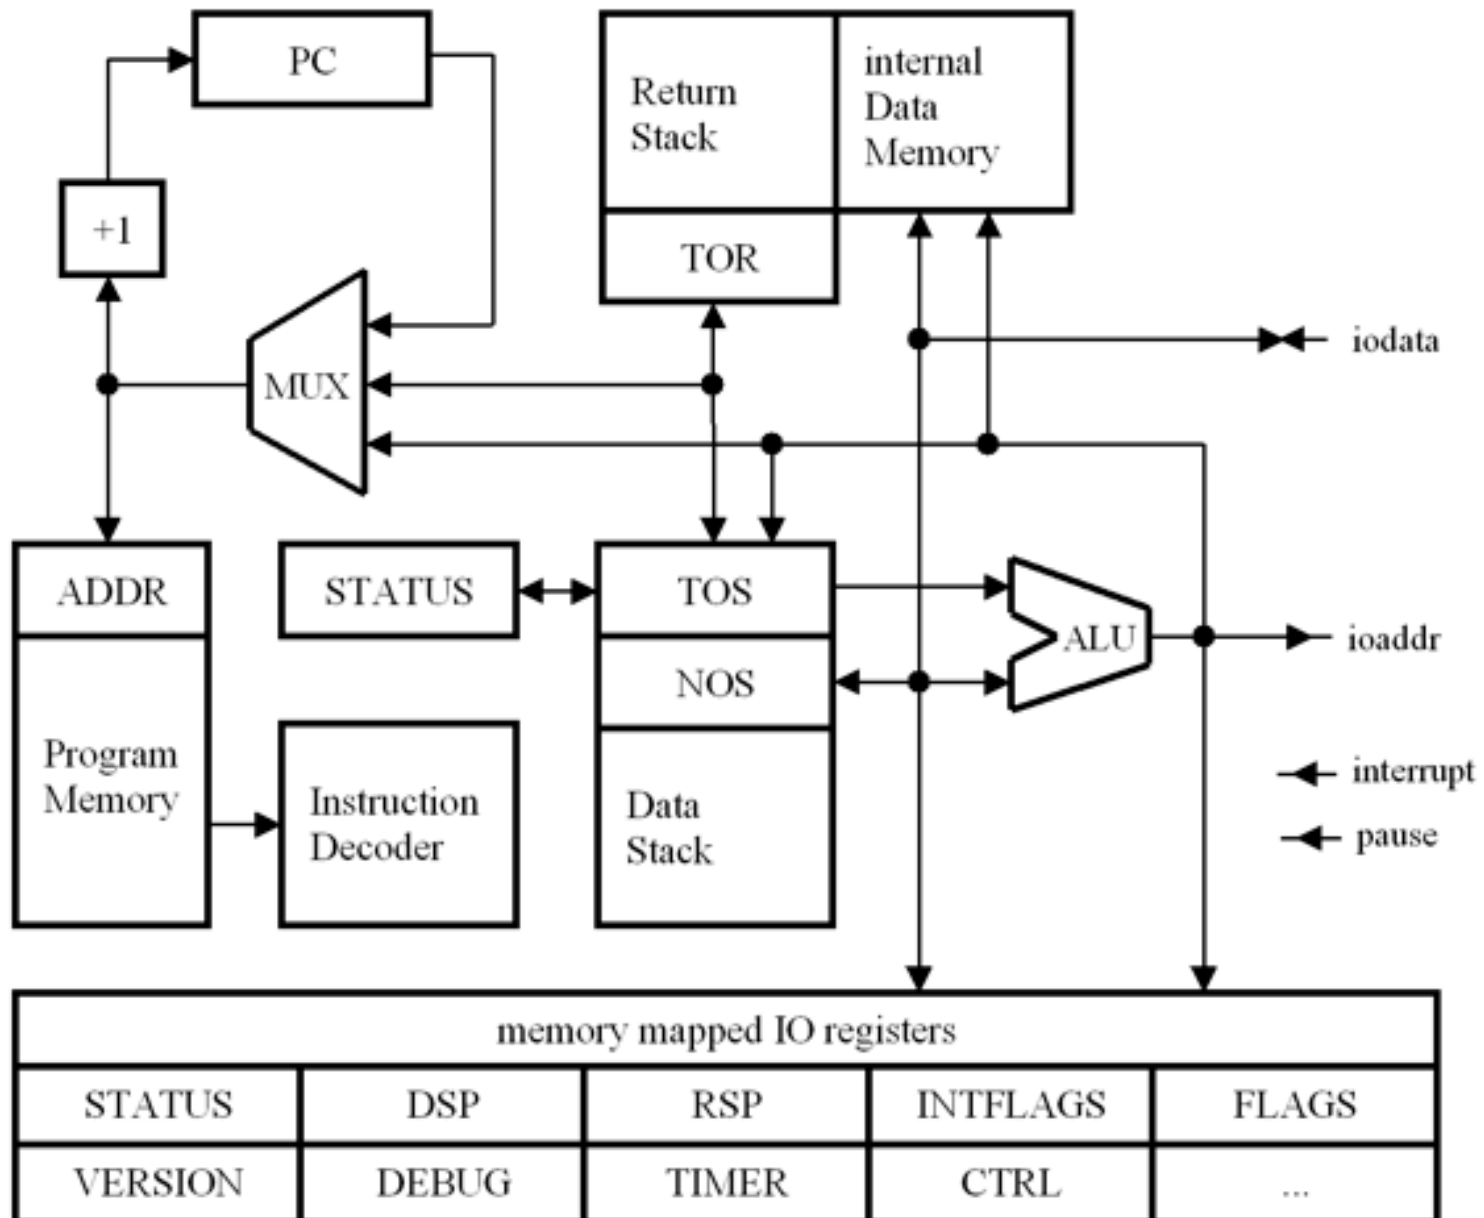 PC
Return
Stack
internal
Data
Memory
+1
TOR
iodata
MUX
ADDR
STATUS
TOS
ALU
ioaddr
NOS
Program
Memory
Instruction
Decoder
Data
Stack
interrupt
pause
memory mapped IO registers
STATUS DSP RSP INTFLAGS FLAGS
VERSION DEBUG TIMER CTRL ...